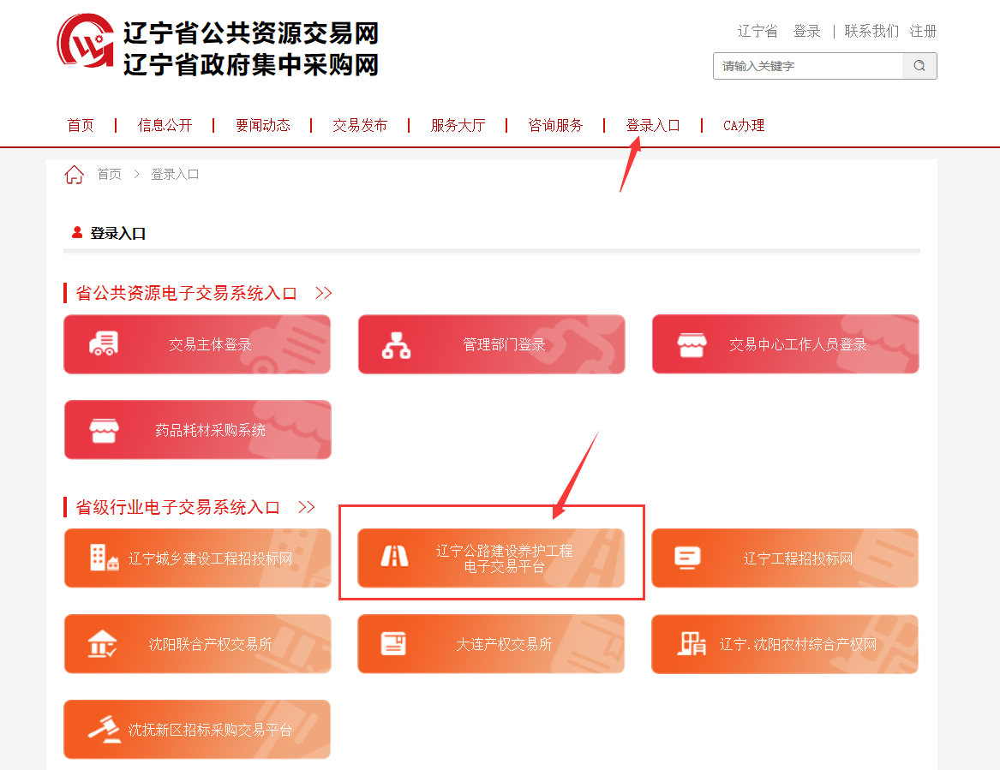 辽宁省公共资源交易网
辽宁省政府集中采购网
辽宁省 登录 | 联系我们 注册
请输入关键字
首页 | 信息公开 | 要闻动态 | 交易发布 | 服务大厅 | 咨询服务 | 登录入口 | CA办理
首页 > 登录入口
登录入口
省公共资源电子交易系统入口 >>
交易主体登录
管理部门登录
交易中心工作人员登录
药品耗材采购系统
省级行业电子交易系统入口 >>
辽宁城乡建设工程招投标网
辽宁公路建设养护工程
电子交易平台
辽宁工程招投标网
沈阳联合产权交易所
大连产权交易所
辽宁.沈阳农村综合产权网
沈抚新区招标采购交易平台